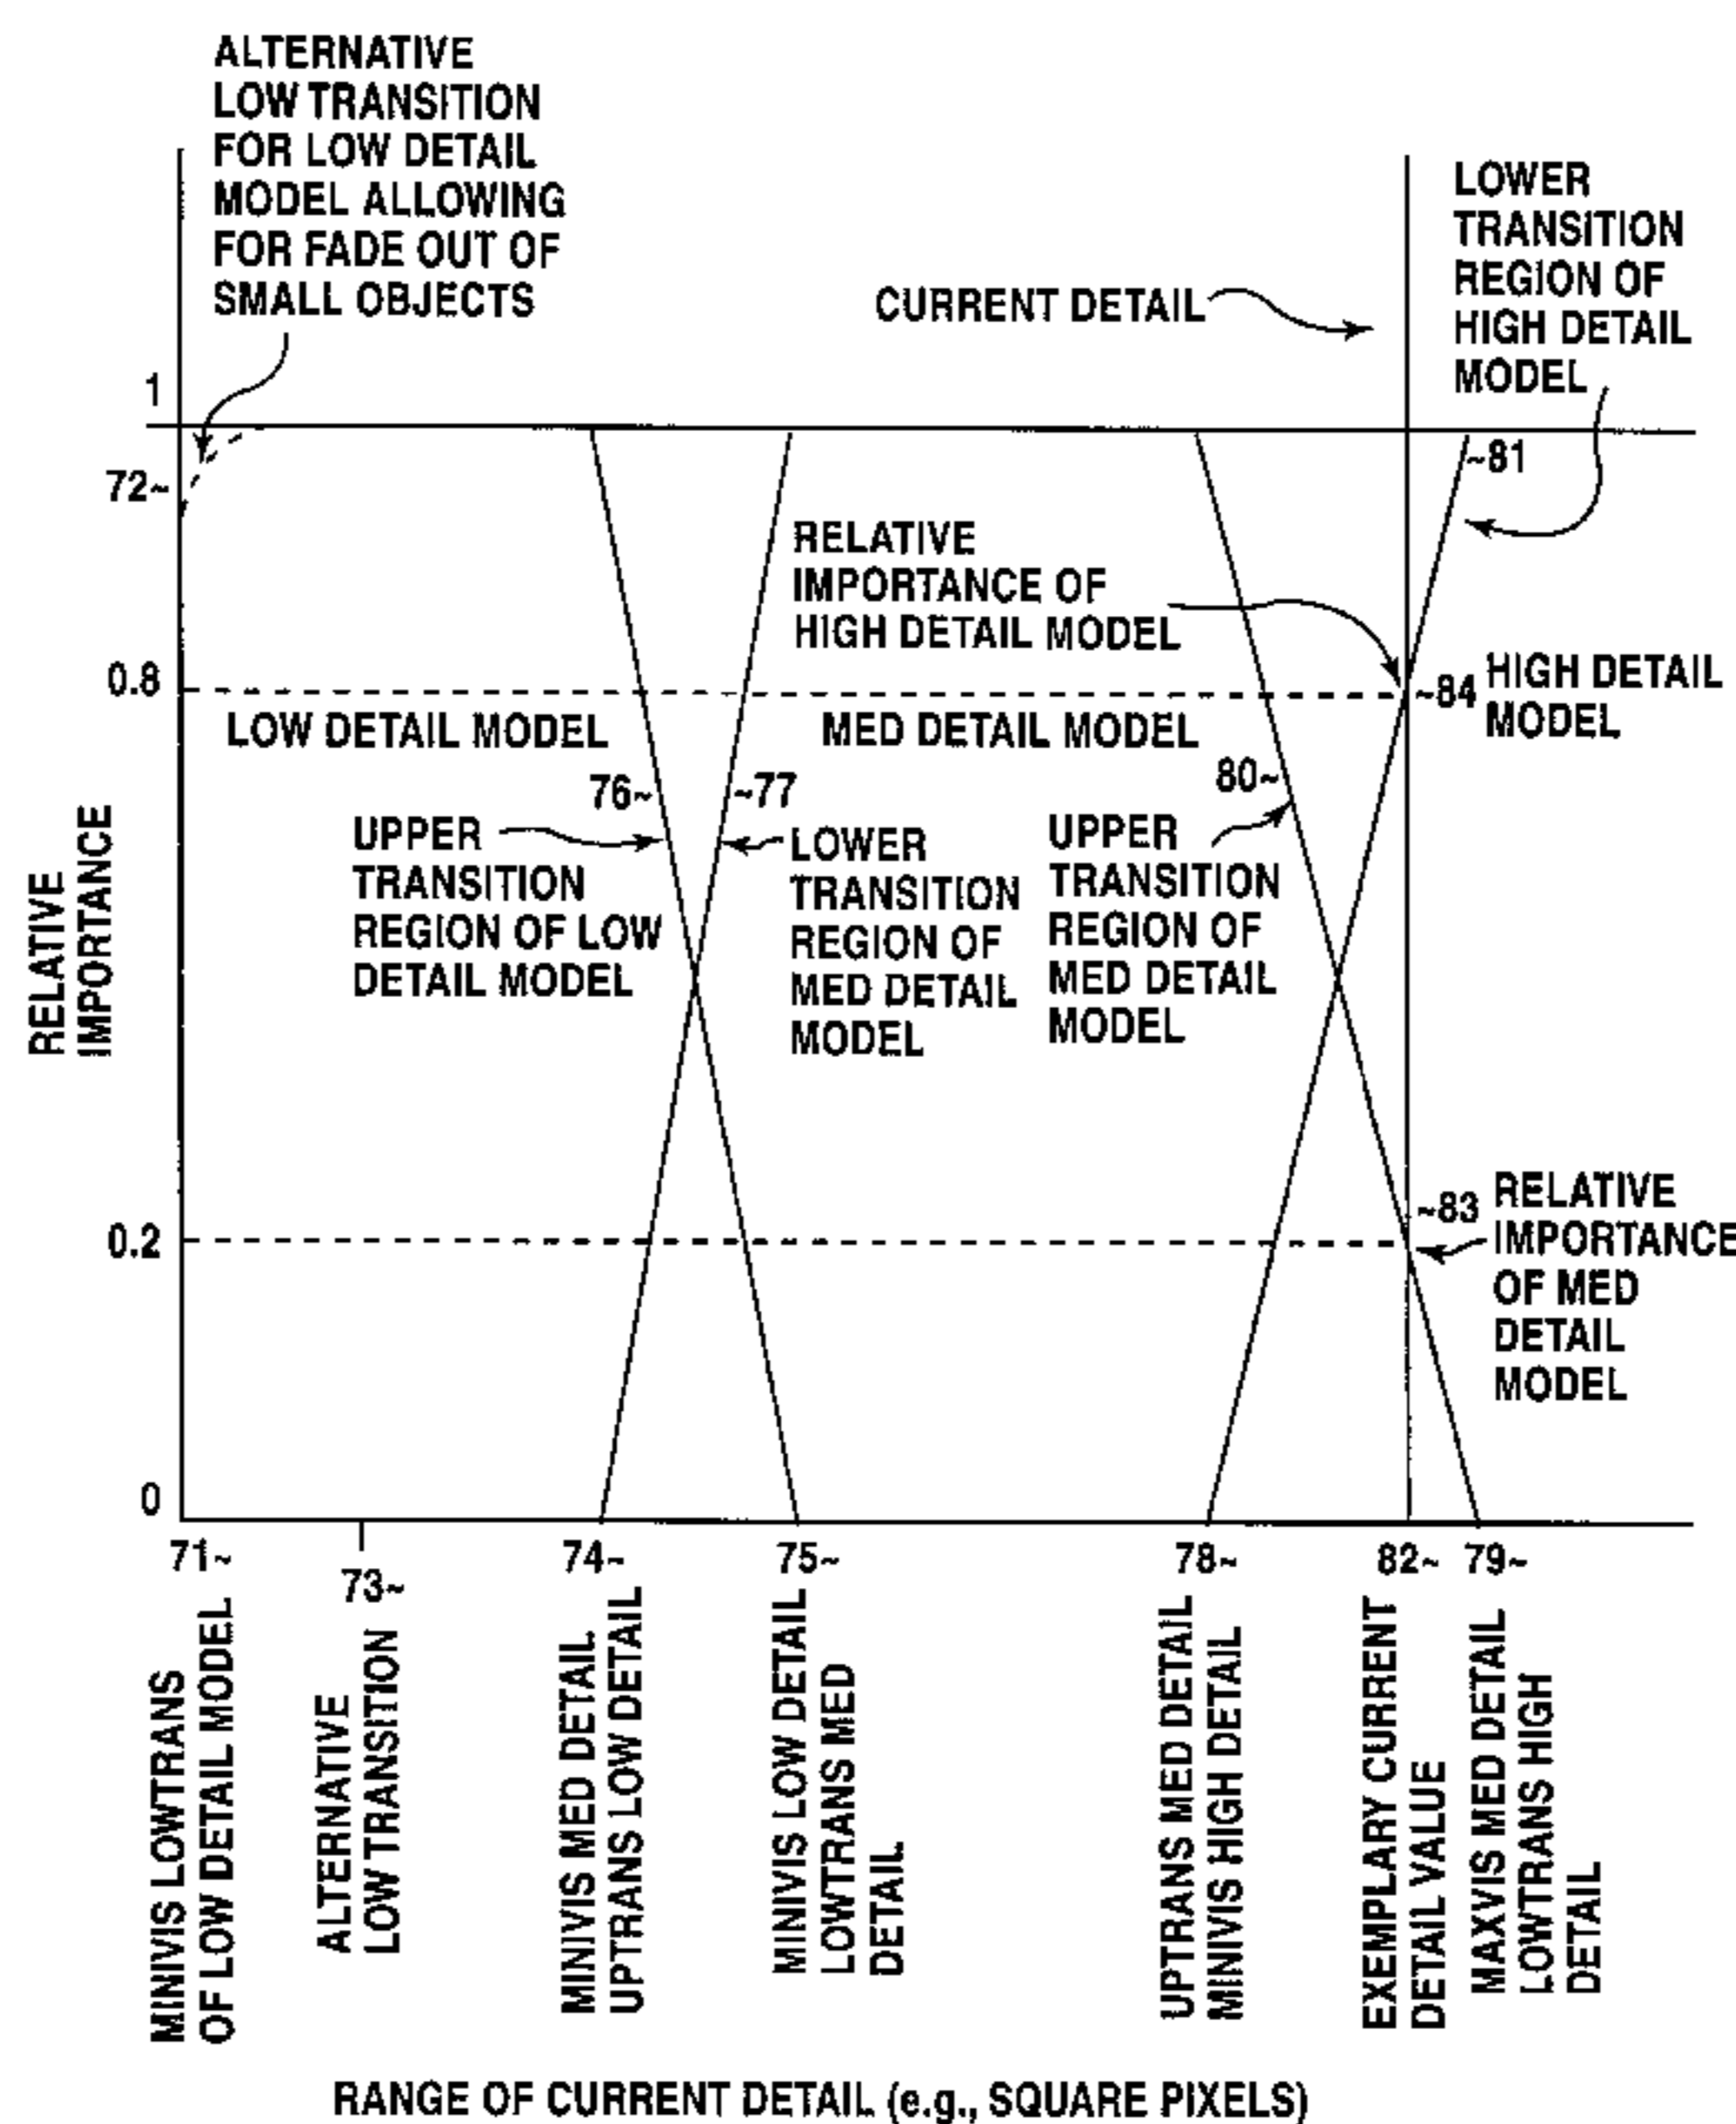 ALTERNATIVE
LOW TRANSITION
FOR LOW DETAIL
MODEL ALLOWING
FOR FADE OUT OF
SMALL OBJECTS
CURRENT DETAIL
LOWER
TRANSITION
REGION OF
HIGH DETAIL
MODEL
1
72~
~81
RELATIVE
IMPORTANCE OF
HIGH DETAIL MODEL
0.8
~84
HIGH DETAIL
MODEL
LOW DETAIL MODEL
MED DETAIL MODEL
76~
~77
80~
UPPER
TRANSITION
REGION OF LOW
DETAIL MODEL
LOWER
TRANSITION
REGION OF
MED DETAIL
MODEL
UPPER
TRANSITION
REGION OF
MED DETAIL
MODEL
RELATIVE
IMPORTANCE
0.2
~83
RELATIVE
IMPORTANCE
OF MED
DETAIL
MODEL
0
71~
73~
74~
75~
78~
82~
79~
MINIVIS LOWTRANS
OF LOW DETAIL MODEL
ALTERNATIVE
LOW TRANSITION
MINIVIS MED DETAIL
UPTRANS LOW DETAIL
MINIVIS LOW DETAIL
LOWTRANS MED
DETAIL
UPTRANS MED DETAIL
MINIVIS HIGH DETAIL
EXEMPLARY CURRENT
DETAIL VALUE
MAXVIS MED DETAIL
LOWTRANS HIGH
DETAIL
RANGE OF CURRENT DETAIL (e.g., SQUARE PIXELS)